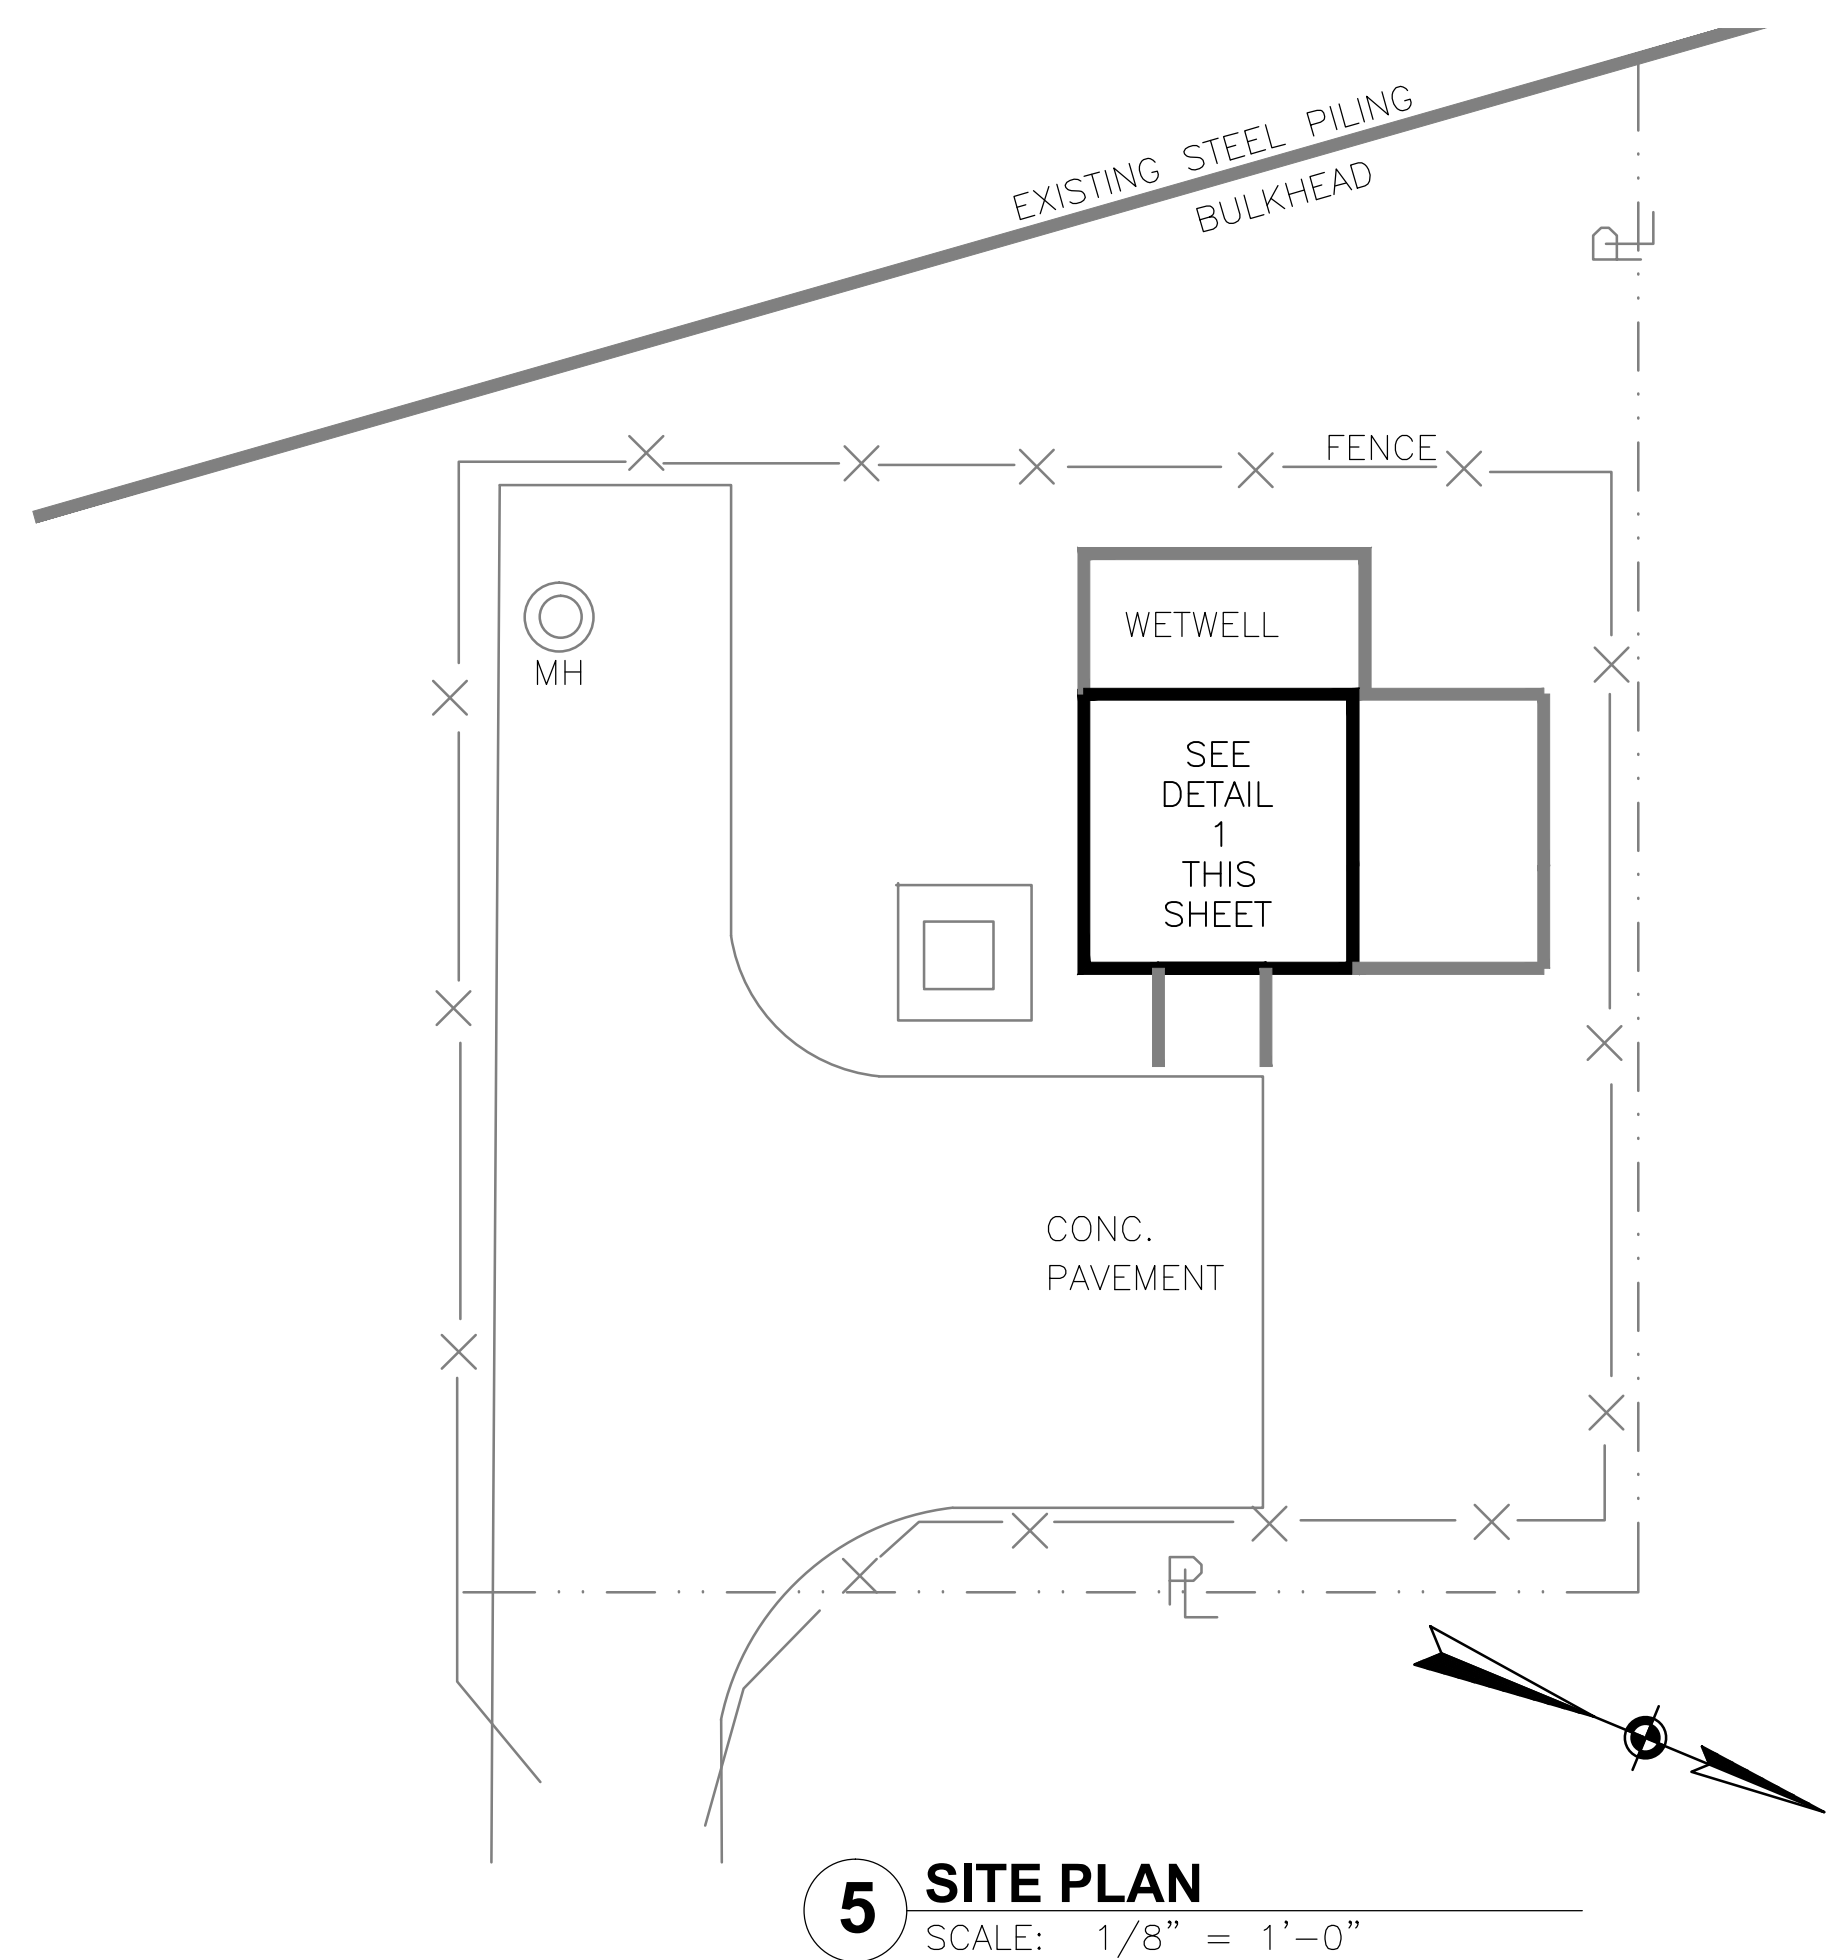 EXISTING STEEL PILING
BULKHEAD
PL
FENCE
WETWELL
MH
SEE
DETAIL
1
THIS
SHEET
CONC.
PAVEMENT
PL
5
SITE PLAN
SCALE: 1/8" = 1'-0"